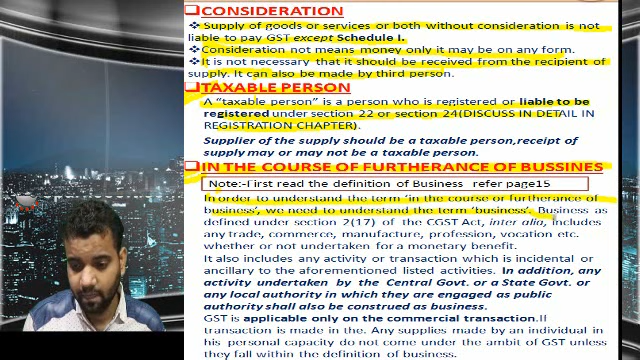 ❑CONSIDERATION
❖ Supply of goods or services or both without consideration is not
liable to pay GST except Schedule I.
❖ Consideration not means money only it may be on any form.
❖ It is not necessary that it should be received from the recipient of
supply. It can also be made by third person.
❑TAXABLE PERSON
A "taxable person" is a person who is registered or liable to be
registered under section 22 or section 24(DISCUSS IN DETAIL IN
REGISTRATION CHAPTER).
Supplier of the supply should be a taxable person,receipt of
supply may or may not be a taxable person.
❑IN THE COURSE OF FURTHERANCE OF BUSSINES
Note:-First read the definition of Business refer page15
In order to understand the term 'in the course or furtherance of
business', we need to understand the term 'business'. Business as
defined under section 2(17) of the CGST Act, inter alia, includes
any trade, commerce, manufacture, profession, vocation etc.
whether or not undertaken for a monetary benefit.
It also includes any activity or transaction which is incidental or
ancillary to the aforementioned listed activities. In addition, any
activity undertaken by the Central Govt. or a State Govt. or
any local authority in which they are engaged as public
authority shall also be construed as business.
GST is applicable only on the commercial transaction.If
transaction is made in the. Any supplies made by an individual in
his personal capacity do not come under the ambit of GST unless
they fall within the definition of business.